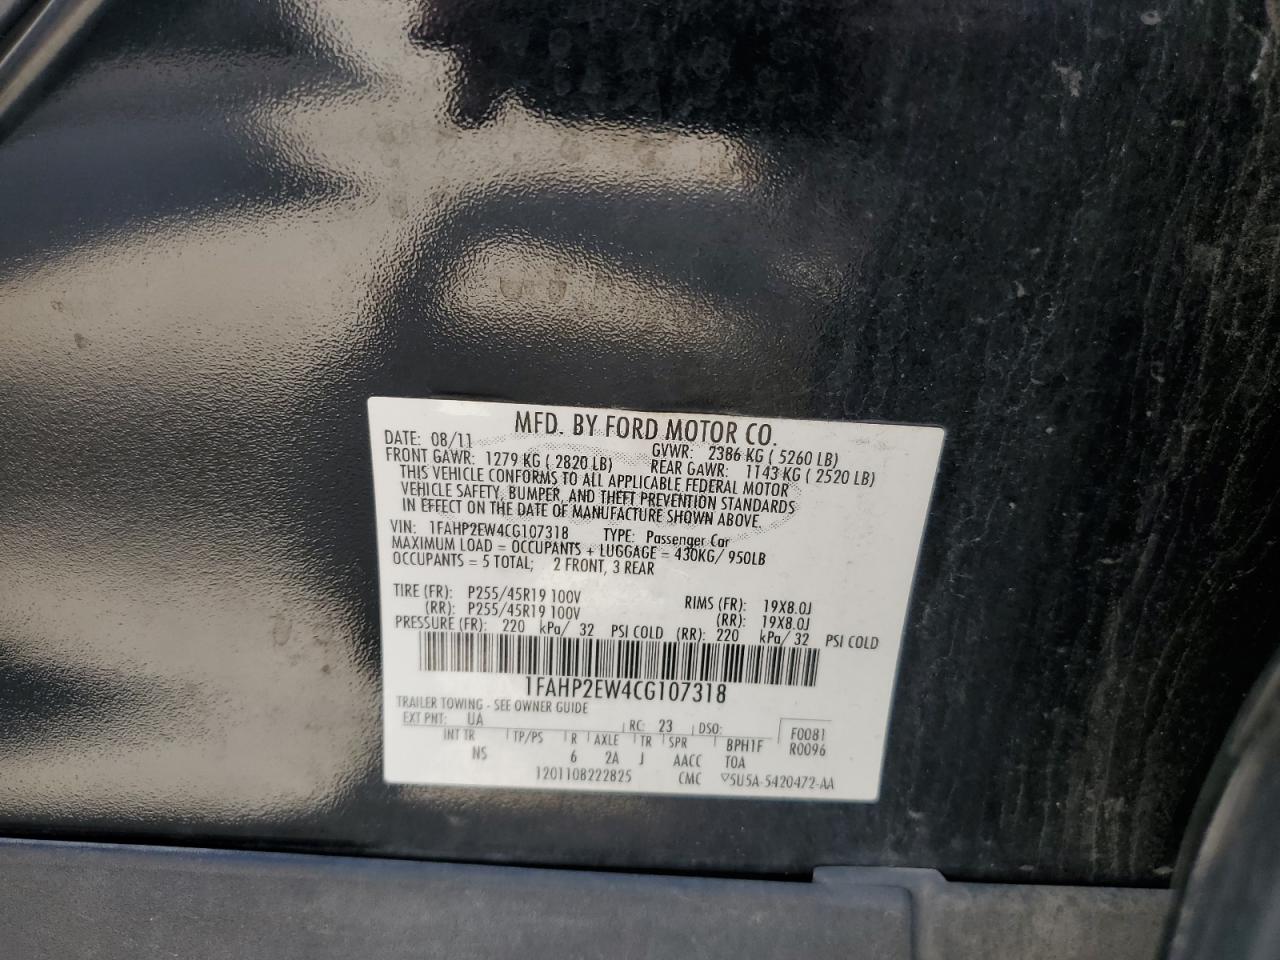 MFD. BY FORD MOTOR CO.
DATE: 08/11 GVWR: 2386 KG ( 5260 LB)
FRONT GAWR: 1279 KG ( 2820 LB) REAR GAWR: 1143 KG ( 2520 LB)
THIS VEHICLE CONFORMS TO ALL APPLICABLE FEDERAL MOTOR
VEHICLE SAFETY, BUMPER, AND THEFT PREVENTION STANDARDS
IN EFFECT ON THE DATE OF MANUFACTURE SHOWN ABOVE.
VIN: 1FAHP2EW4CG107318 TYPE: Passenger Car
MAXIMUM LOAD = OCCUPANTS + LUGGAGE = 430KG/ 950LB
OCCUPANTS = 5 TOTAL; 2 FRONT, 3 REAR
TIRE (FR): P255/45R19 100V RIMS (FR): 19X8.0J
(RR): P255/45R19 100V (RR): 19X8.0J
PRESSURE (FR): 220 kPa/ 32 PSI COLD (RR): 220 kPa/ 32 PSI COLD
1FAHP2EW4CG107318
TRAILER TOWING - SEE OWNER GUIDE
EXT PNT: UA RC: 23 DSO: F0081
INT TR TP/PS R AXLE TR SPR BPH1F R0096
NS 6 2A J AACC T0A
1201108222825 CMC ▽5U5A-5420472-AA